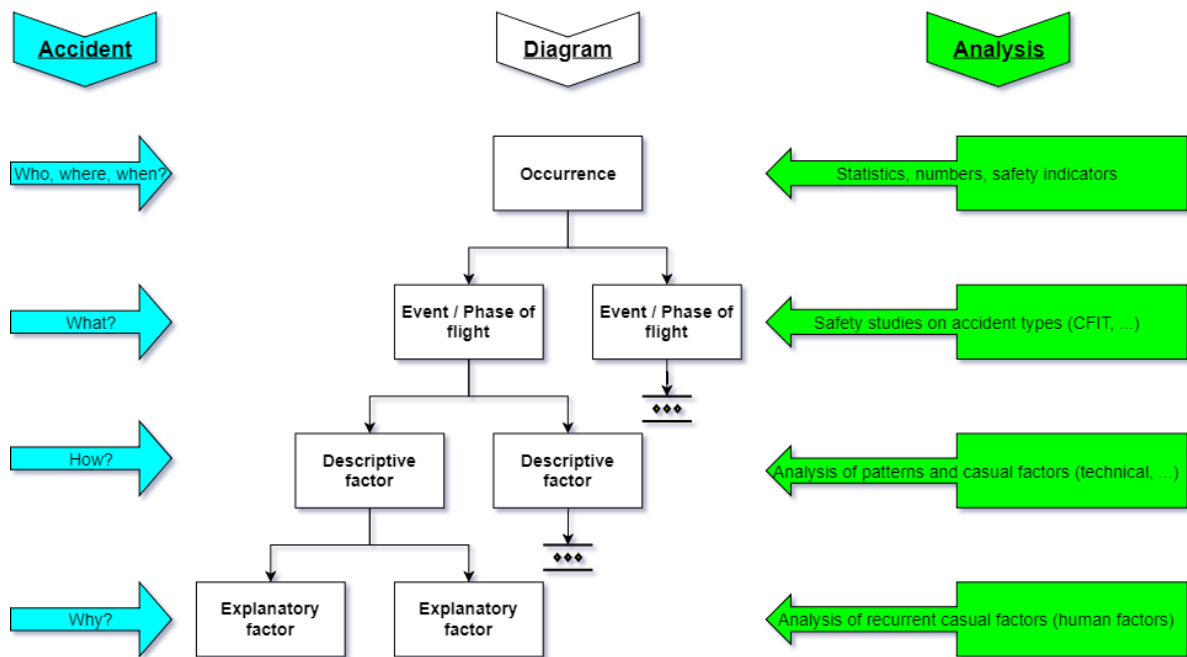 Accident
Diagram
Analysis
Who, where, when?
Occurrence
Statistics, numbers, safety indicators
What?
Event / Phase of
flight
Event / Phase of
flight
Safety studies on accident types (CFIT, ...)
How?
Descriptive
factor
Descriptive
factor
Analysis of patterns and casual factors (technical, ...)
Why?
Explanatory
factor
Explanatory
factor
Analysis of recurrent casual factors (human factors)